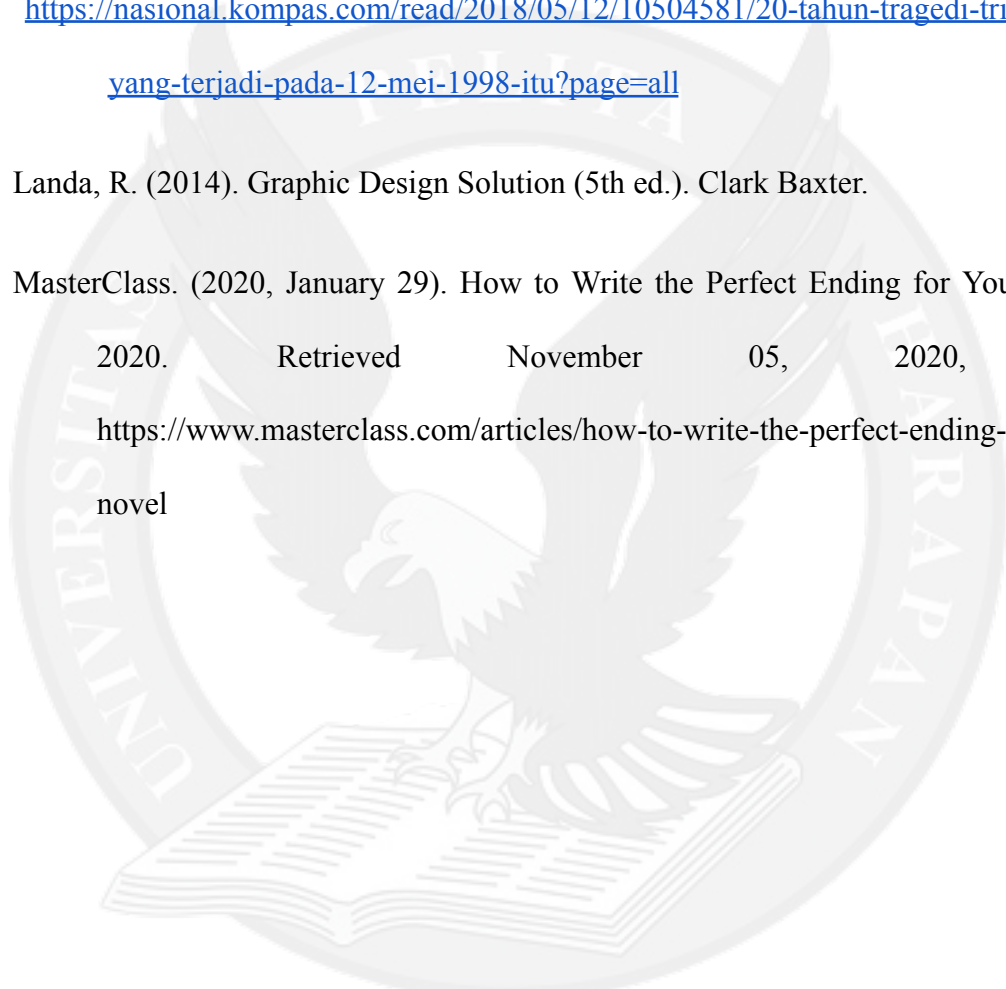 https://nasional.kompas.com/read/2018/05/12/10504581/20-tahun-tragedi-tri
yang-terjadi-pada-12-mei-1998-itu?page=all
Landa, R. (2014). Graphic Design Solution (5th ed.). Clark Baxter.
MasterClass. (2020, January 29). How to Write the Perfect Ending for You
2020. Retrieved November 05, 2020,
https://www.masterclass.com/articles/how-to-write-the-perfect-ending-
novel
UNIVERSITAS PELITA HARAPAN